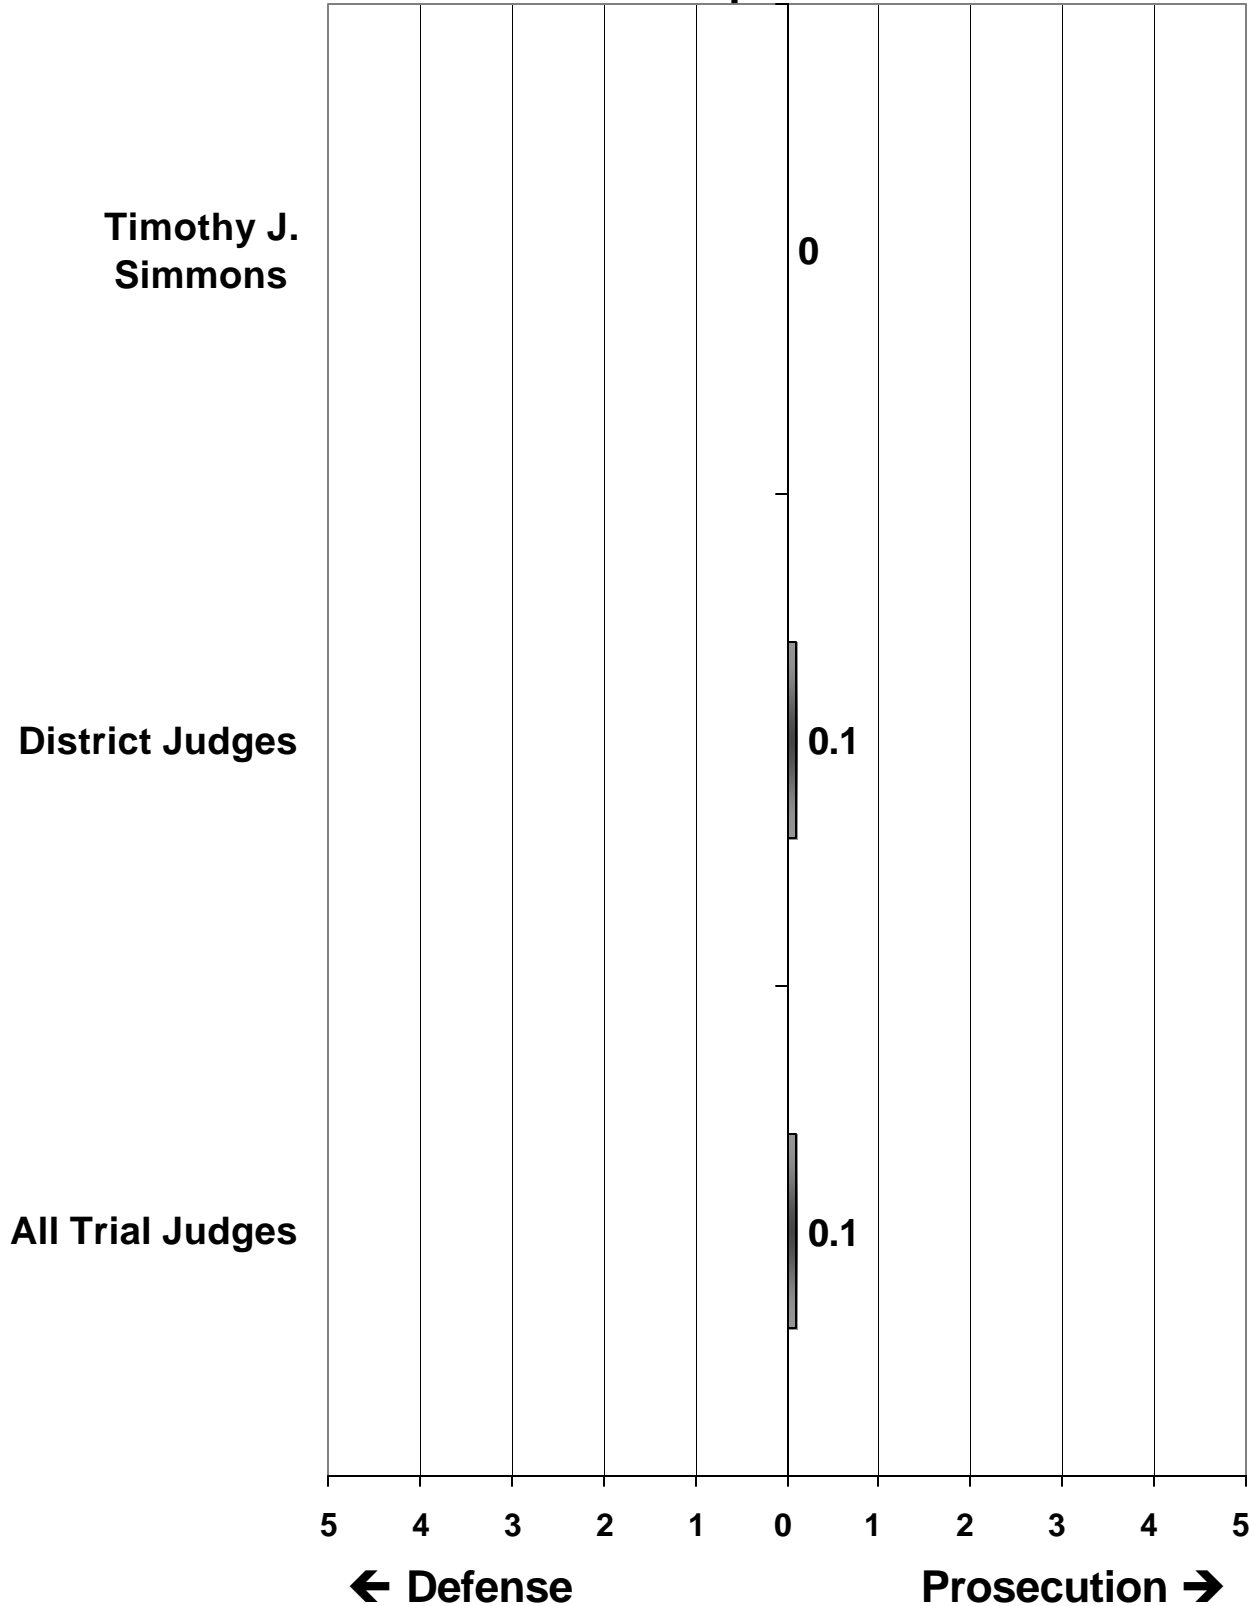 Timothy J.
Simmons
0
District Judges
0.1
All Trial Judges
0.1
5 4 3 2 1 0 1 2 3 4 5
← Defense Prosecution →